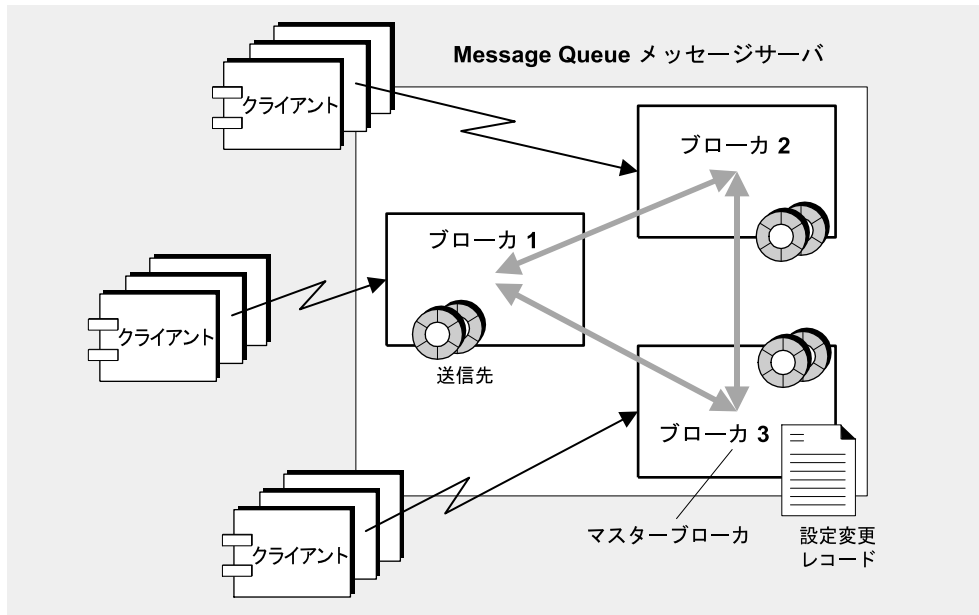 Message Queue メッセージサーバ
クライアント
ブローカ 2
ブローカ 1
クライアント
送信先
ブローカ 3
クライアント
マスターブローカ
設定変更
レコード